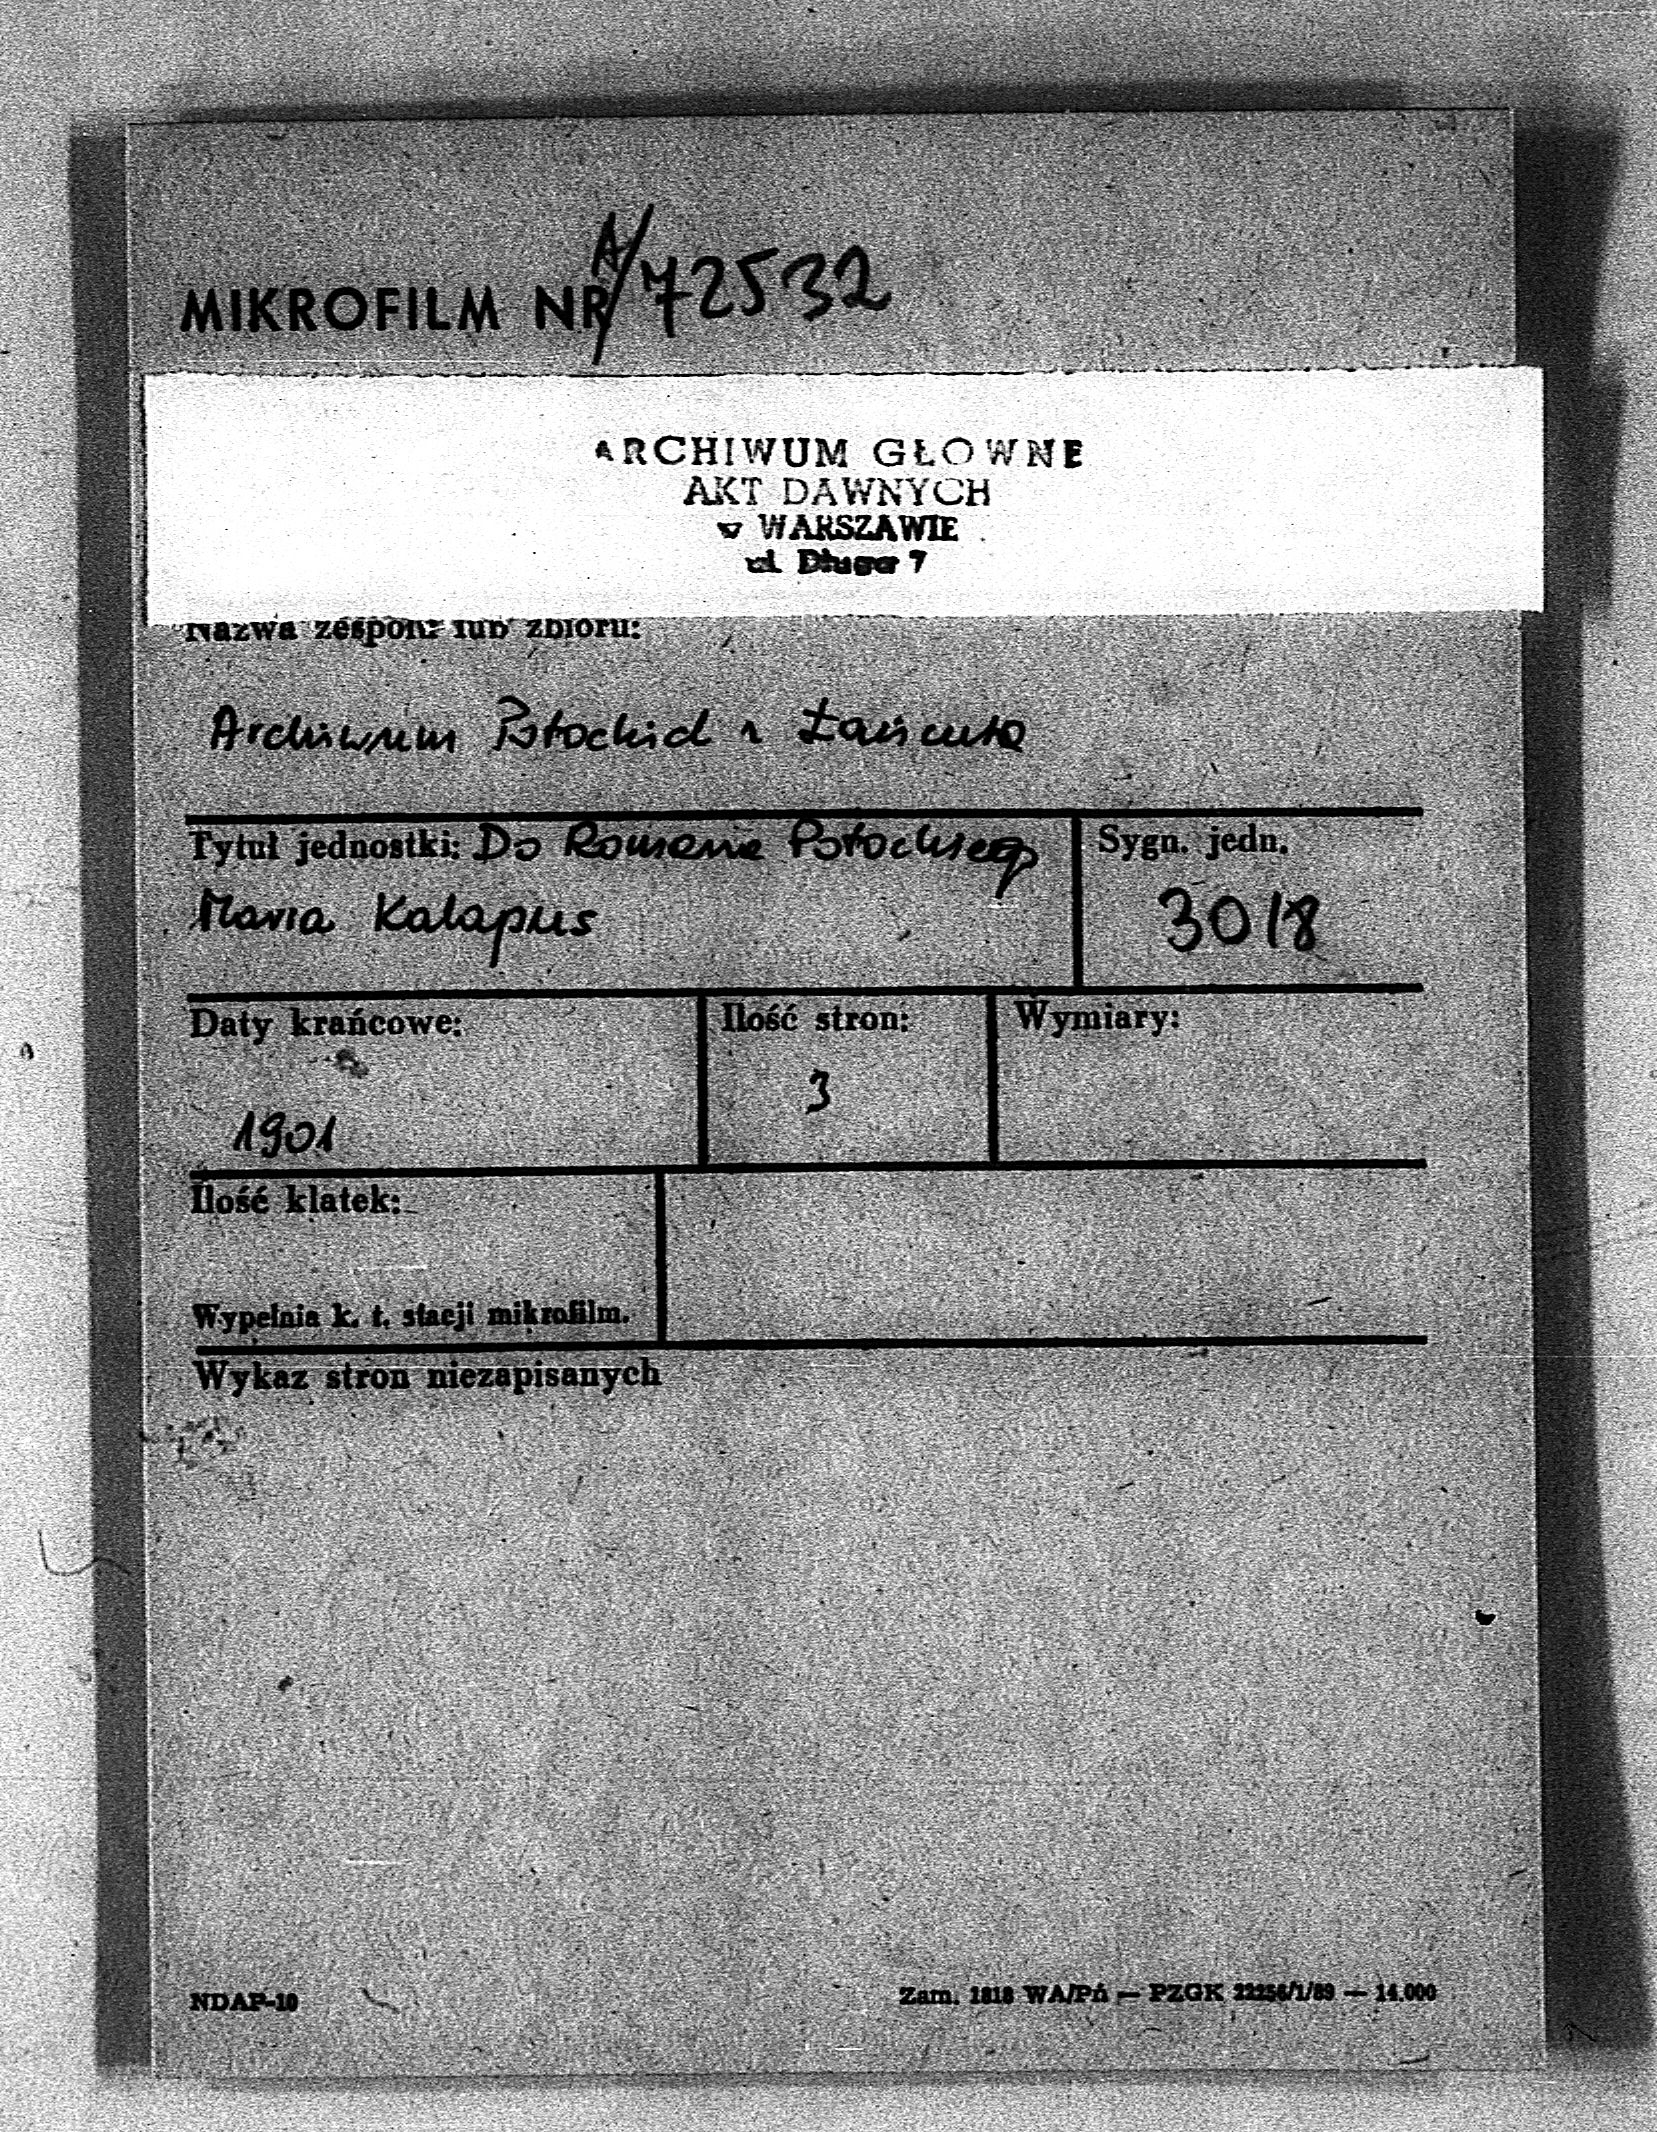 MIKROFILM NR A/72532
ARCHIWUM GŁOWNE
AKT DAWNYCH
w WARSZAWIE
ul. Długa 7
Nazwa zespołu lub zbioru:
Archiwum Potockich z Łańcuta
Tytuł jednostki: Do Romana Potockiego
Maria Kalapus
Sygn. jedn.
3018
Daty krańcowe:
1901
Ilość stron:
3
Wymiary:
Ilość klatek:
Wypełnia k. t. stacji mikrofilm.
Wykaz stron niezapisanych
NDAP-10
Zam. 1818 WA/Pń — PZGK 22256/1/89 — 14.000